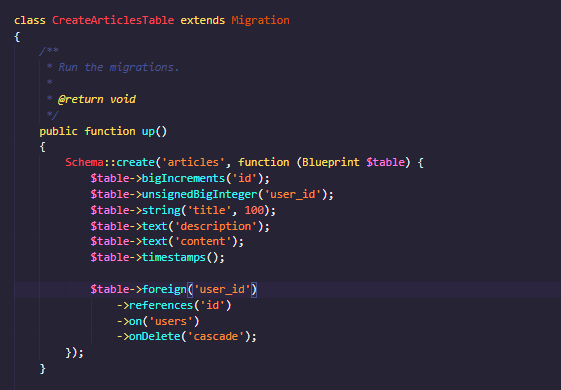 class CreateArticlesTable extends Migration
{
    /**
     * Run the migrations.
     *
     * @return void
     */
    public function up()
    {
        Schema::create('articles', function (Blueprint $table) {
            $table->bigIncrements('id');
            $table->unsignedBigInteger('user_id');
            $table->string('title', 100);
            $table->text('description');
            $table->text('content');
            $table->timestamps();

            $table->foreign('user_id')
                ->references('id')
                ->on('users')
                ->onDelete('cascade');
        });
    }